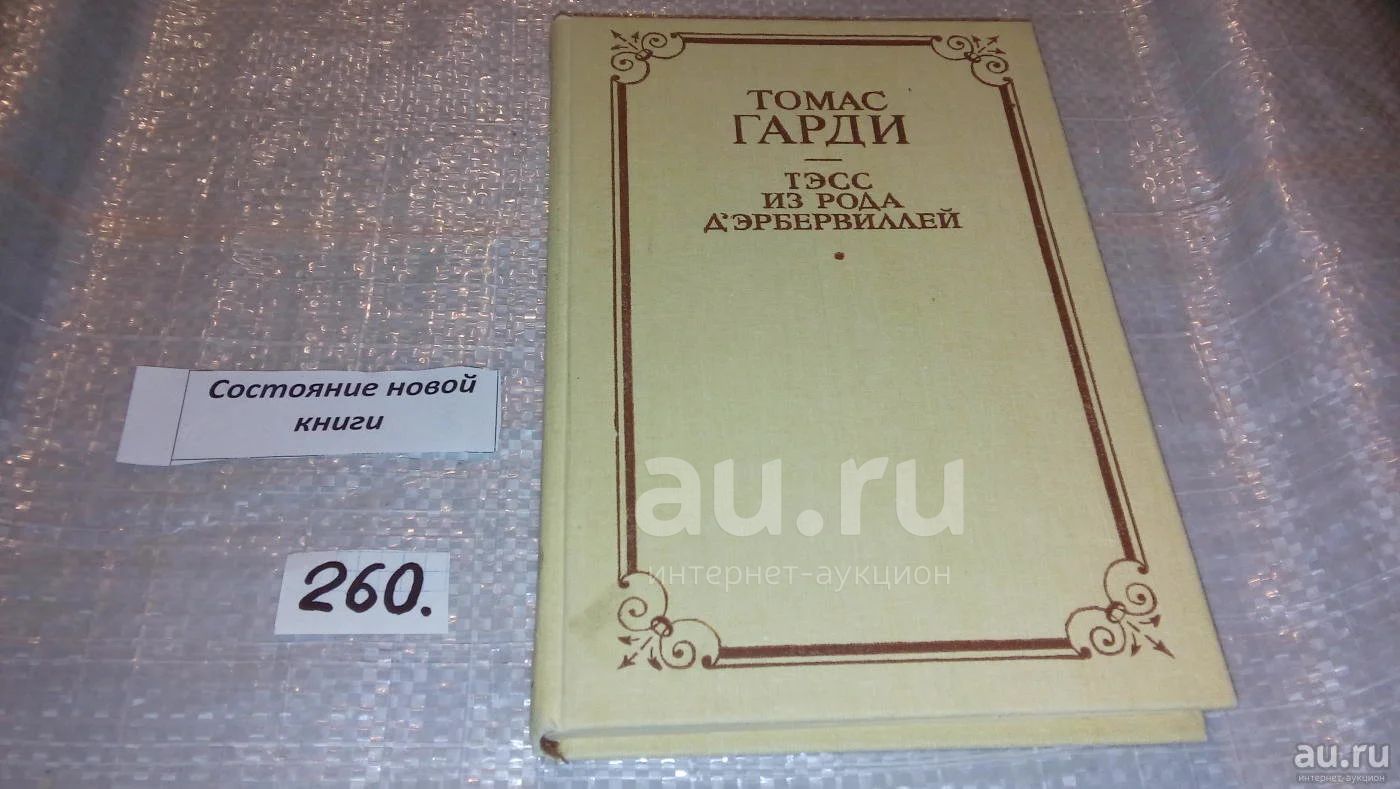 ТОМАС
ГАРДИ
ТЭСС
ИЗ РОДА
Д'ЭРБЕРВИЛЛЕЙ
Состояние новой
книги
260.
au.ru
интернет-аукцион
au.ru
интернет-аукцион